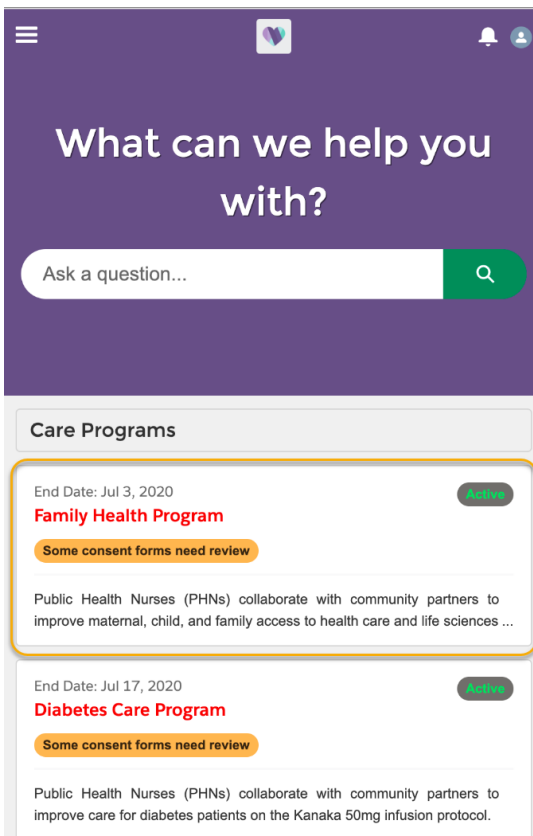 What can we help you
with?
Ask a question...
Care Programs
End Date: Jul 3, 2020
Active
Family Health Program
Some consent forms need review
Public Health Nurses (PHNs) collaborate with community partners to
improve maternal, child, and family access to health care and life sciences ...
End Date: Jul 17, 2020
Active
Diabetes Care Program
Some consent forms need review
Public Health Nurses (PHNs) collaborate with community partners to
improve care for diabetes patients on the Kanaka 50mg infusion protocol.